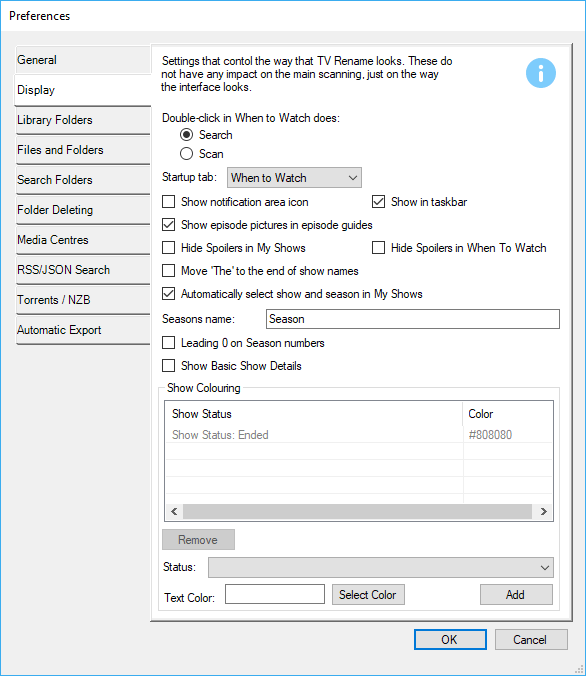 Preferences
General
Display
Library Folders
Files and Folders
Search Folders
Folder Deleting
Media Centres
RSS/JSON Search
Torrents / NZB
Automatic Export
Settings that contol the way that TV Rename looks. These do
not have any impact on the main scanning, just on the way
the interface looks.
Double-click in When to Watch does:
Search
Scan
Startup tab: When to Watch
Show notification area icon Show in taskbar
Show episode pictures in episode guides
Hide Spoilers in My Shows Hide Spoilers in When To Watch
Move 'The' to the end of show names
Automatically select show and season in My Shows
Seasons name: Season
Leading 0 on Season numbers
Show Basic Show Details
Show Colouring
Show Status Color
Show Status: Ended #808080
Remove
Status:
Text Color: Select Color Add
OK Cancel